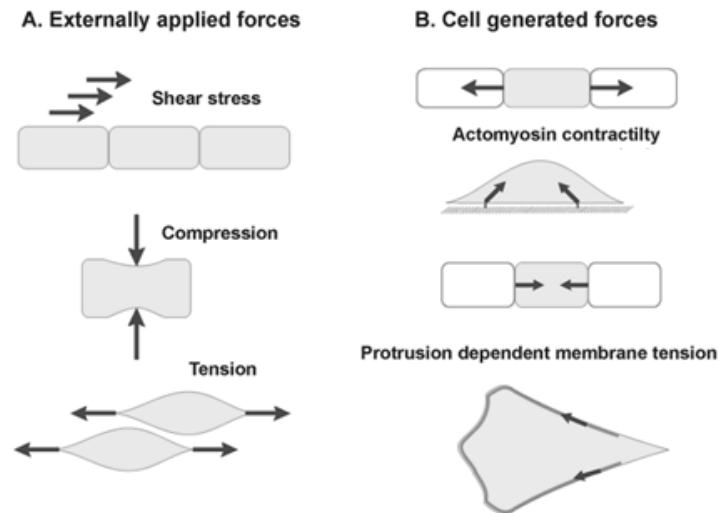 A. Externally applied forces
Shear stress
Compression
Tension
B. Cell generated forces
Actomyosin contractilty
Protrusion dependent membrane tension